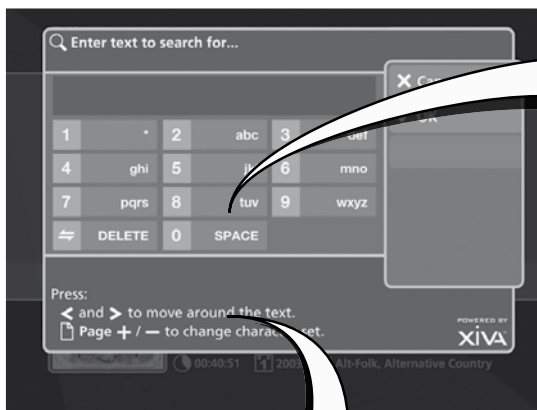 Enter text to search for...
1 * 2 abc 3 def
4 ghi 5 6 mno
7 pqrs 8 tuv 9 wxyz
DELETE 0 SPACE
OK
Press:
< and > to move around the text.
Page + / – to change set.
POWERED BY
XiVA
00:40:51 Alt-Folk, Alternative Country